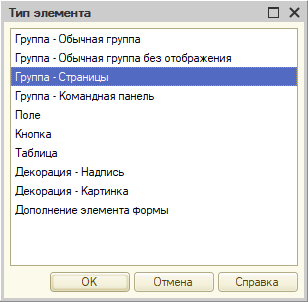 Тип элемента
Группа - Обычная группа
Группа - Обычная группа без отображения
Группа - Страницы
Группа - Командная панель
Поле
Кнопка
Таблица
Декорация - Надпись
Декорация - Картинка
Дополнение элемента формы
ОК
Отмена
Справка